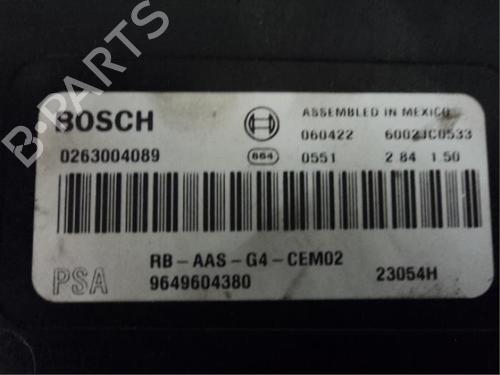 B-PARTS
BOSCH
ASSEMBLED IN MEXICO
060422 6002JC0533
0263004089 864 0551 2 84 1.50
RB-AAS-G4-CEM02
PSA 9649604380 23054H